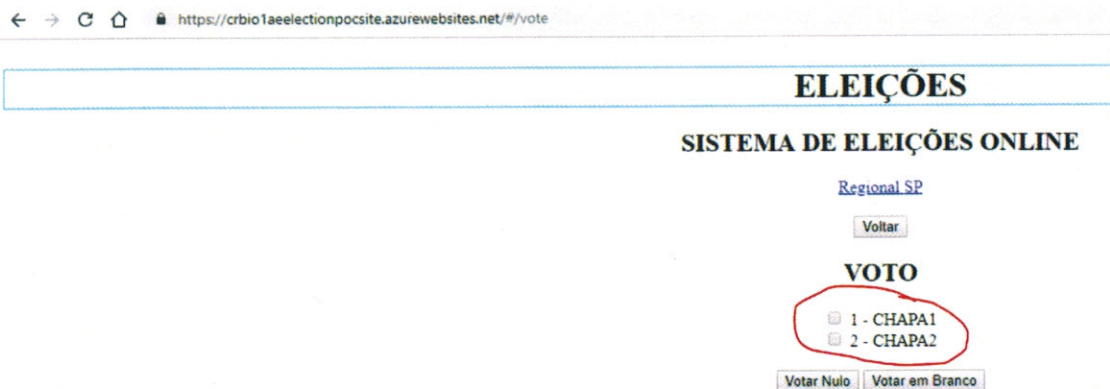 https://crbio1aeelectionpocsite.azurewebsites.net/#/vote
ELEIÇÕES
SISTEMA DE ELEIÇÕES ONLINE
Regional SP
Voltar
VOTO
1 - CHAPA1
2 - CHAPA2
Votar Nulo Votar em Branco